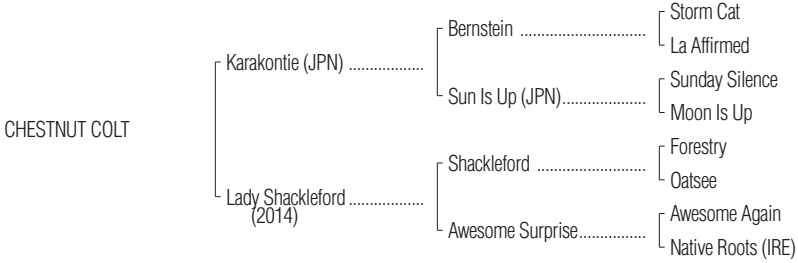 Storm Cat
Bernstein ..............................
La Affirmed
Karakontie (JPN) ..................
Sunday Silence
Sun Is Up (JPN)....................
Moon Is Up
CHESTNUT COLT
Forestry
Shackleford ..........................
Oatsee
Lady Shackleford ..................
(2014)
Awesome Again
Awesome Surprise................
Native Roots (IRE)